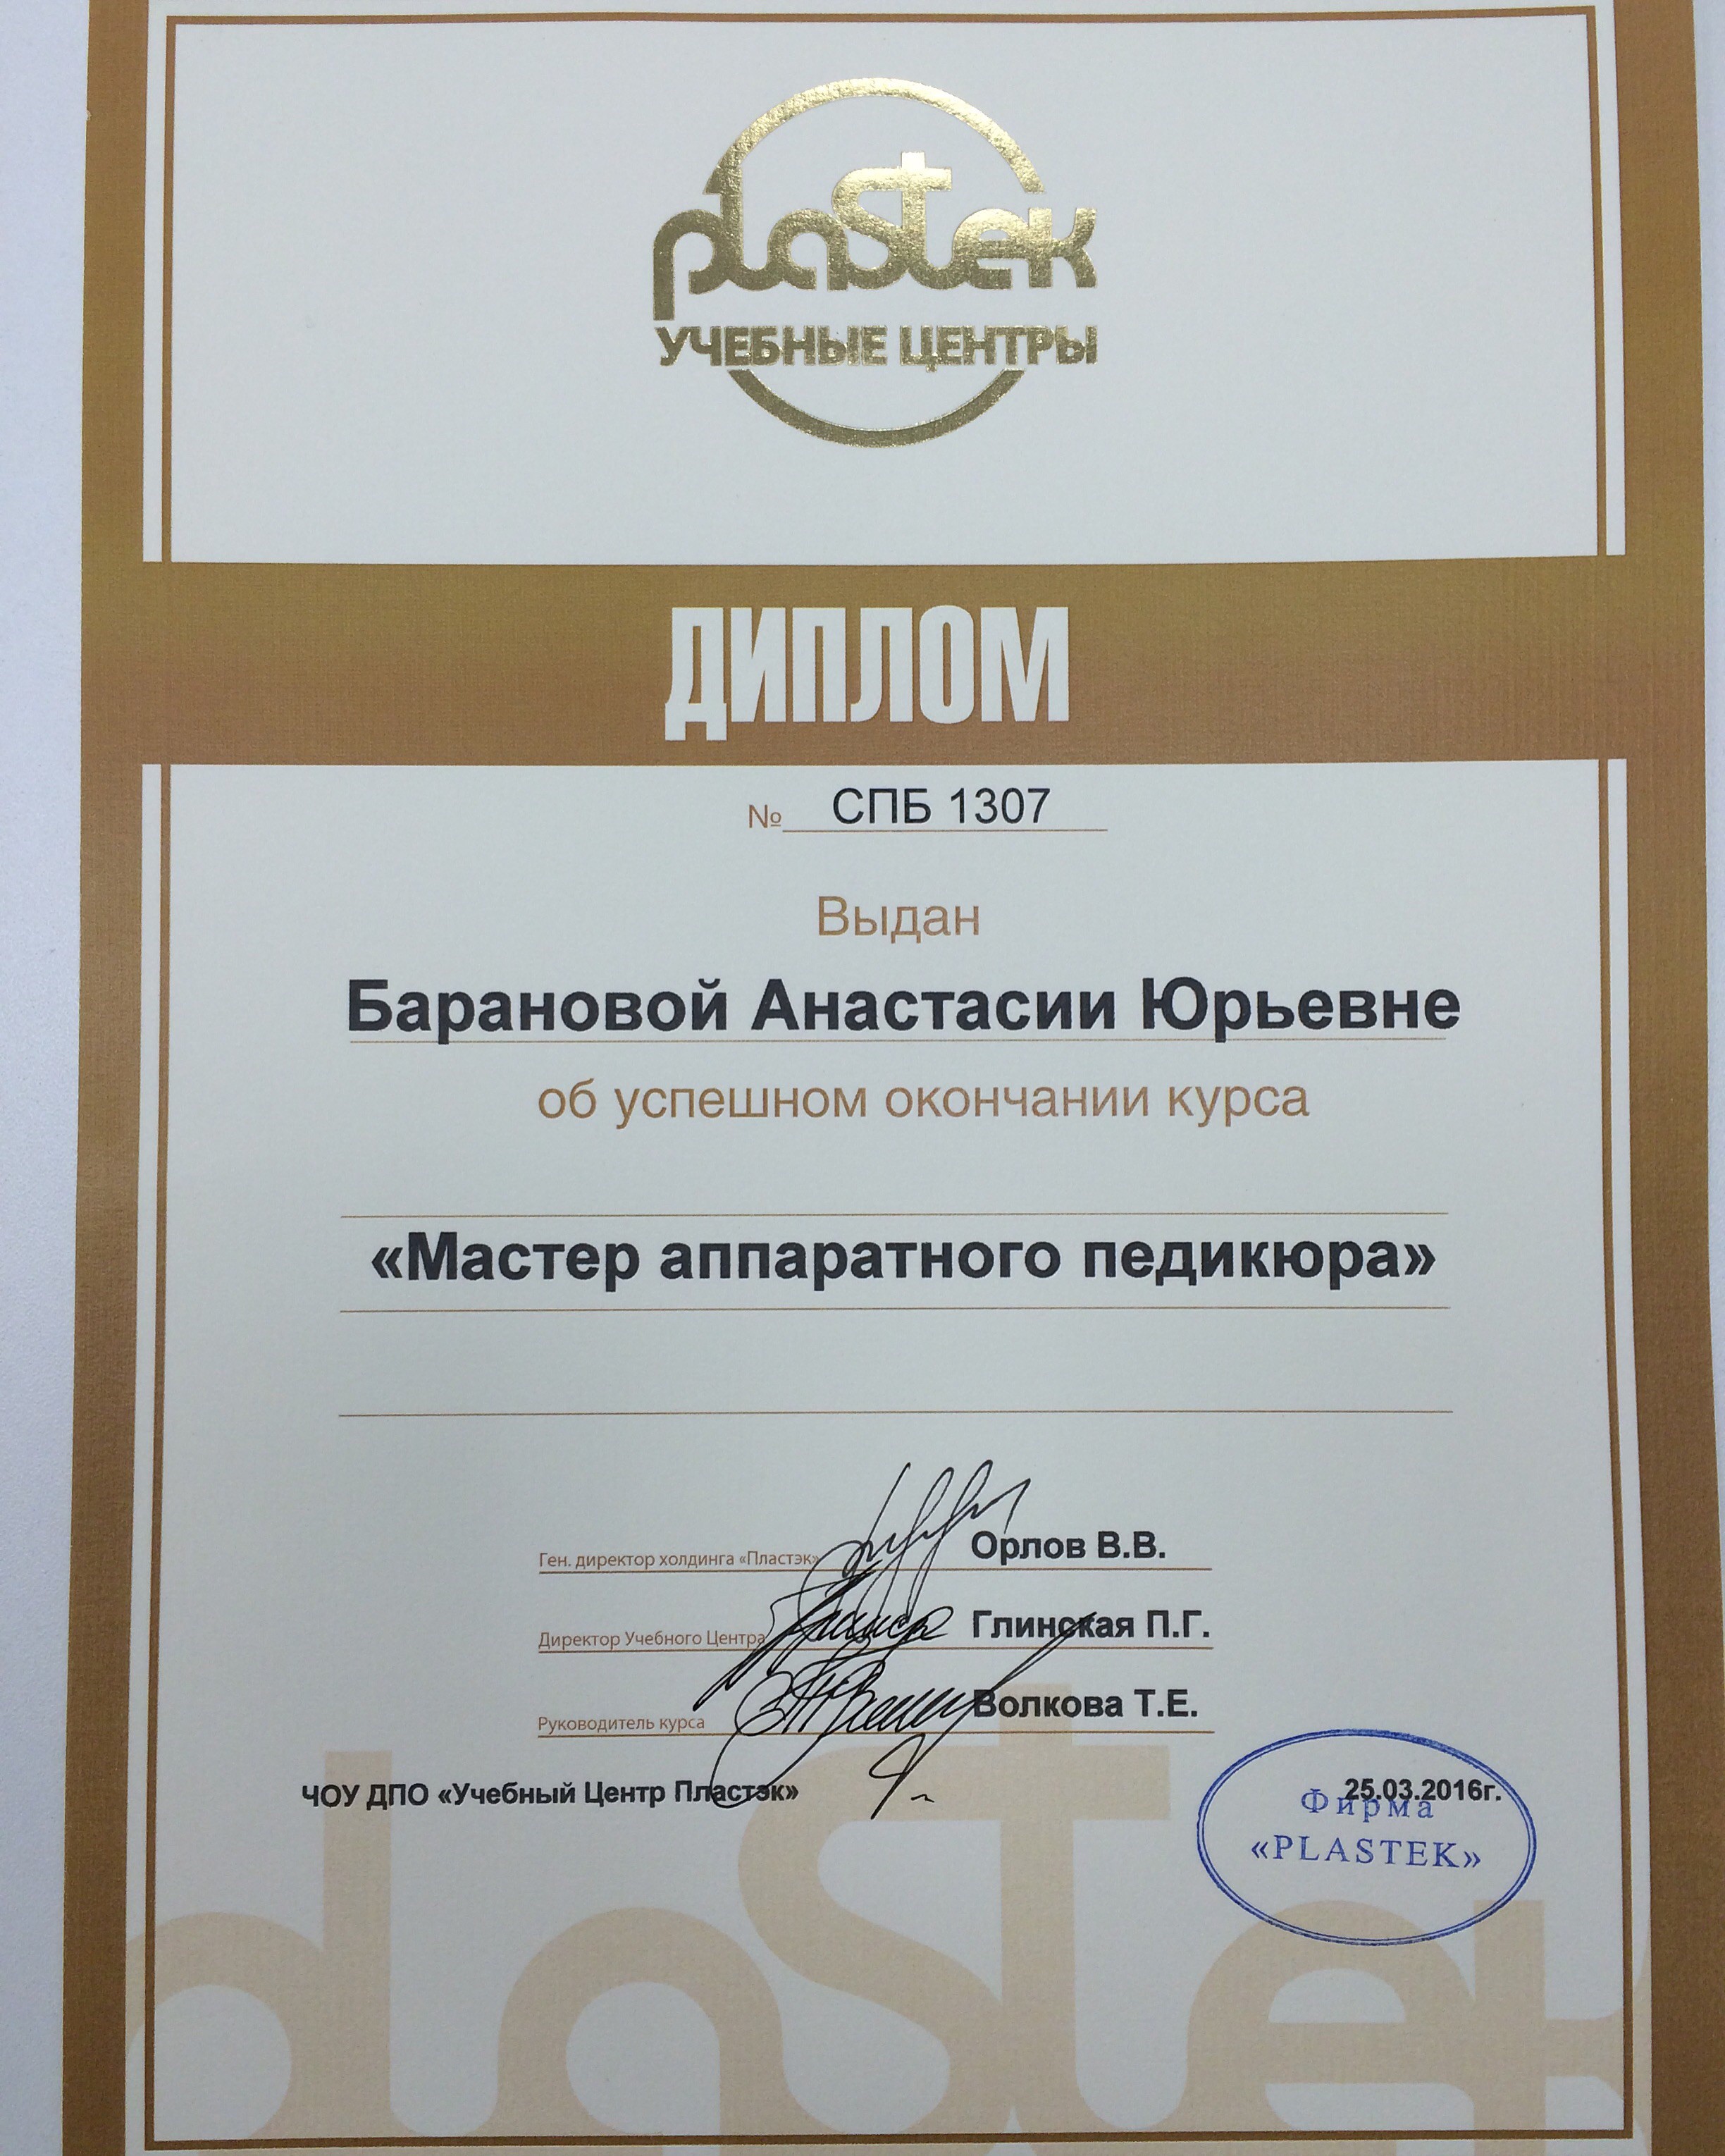 plastek
УЧЕБНЫЕ ЦЕНТРЫ
ДИПЛОМ
№ СПБ 1307
Выдан
Барановой Анастасии Юрьевне
об успешном окончании курса
«Мастер аппаратного педикюра»
Ген. директор холдинга «Пластэк» Орлов В.В.
Директор Учебного Центра Глинская П.Г.
Руководитель курса Волкова Т.Е.
ЧОУ ДПО «Учебный Центр Пластэк» 25.03.2016г.
Фирма
«PLASTEK»
plastek